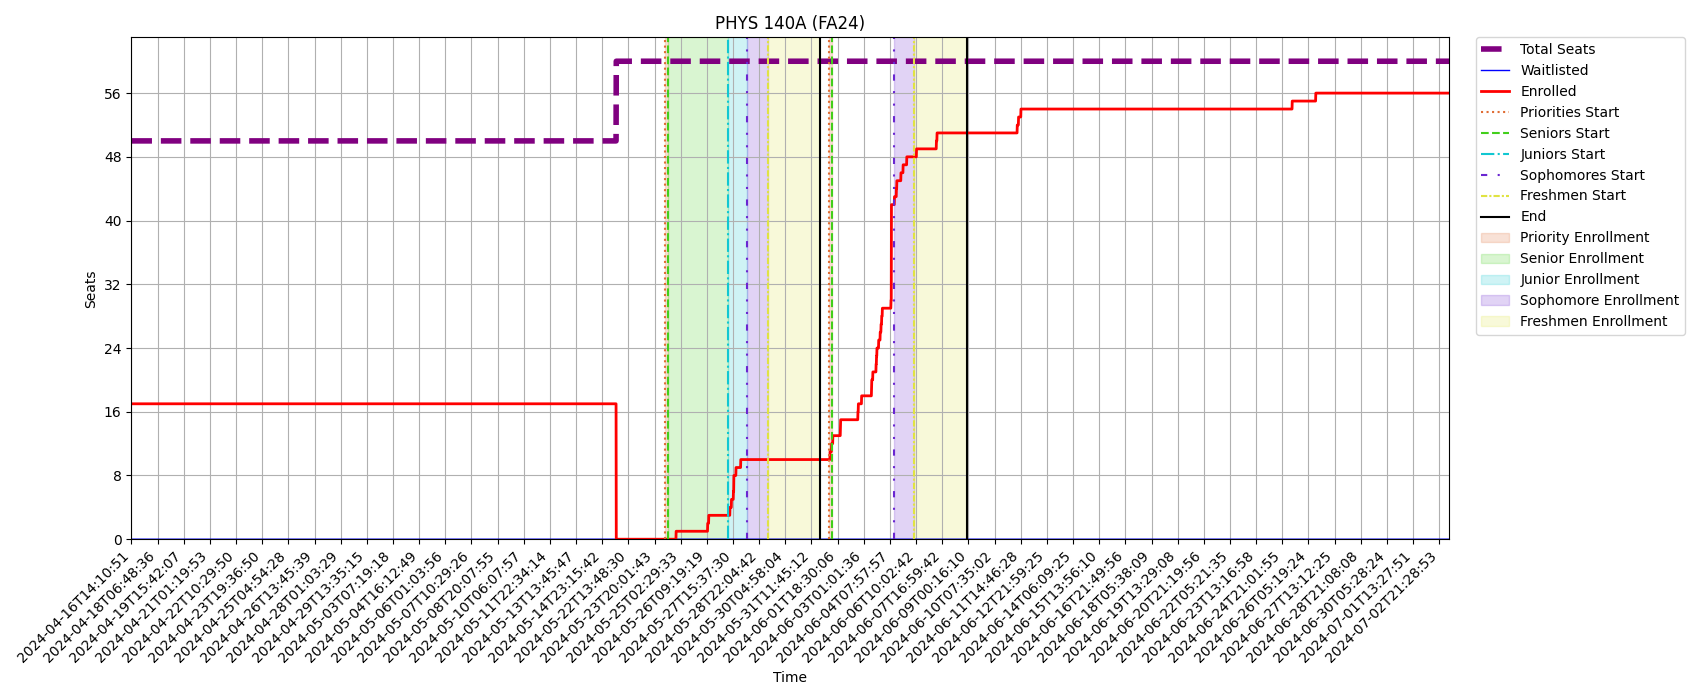 PHYS 140A (FA24)
Total Seats
Waitlisted
Enrolled
Priorities Start
Seniors Start
Juniors Start
Sophomores Start
Freshmen Start
End
Priority Enrollment
Senior Enrollment
Junior Enrollment
Sophomore Enrollment
Freshmen Enrollment
Seats
56
48
40
32
24
16
8
0
2024-04-16T14:10:51
2024-04-18T06:48:36
2024-04-19T15:42:07
2024-04-21T01:19:53
2024-04-22T10:29:50
2024-04-23T19:36:50
2024-04-25T04:54:28
2024-04-26T13:45:39
2024-04-28T01:03:29
2024-04-29T13:35:15
2024-05-03T07:19:18
2024-05-04T16:12:49
2024-05-06T01:03:56
2024-05-07T10:29:26
2024-05-08T20:07:55
2024-05-10T06:07:57
2024-05-11T22:34:14
2024-05-13T13:45:47
2024-05-14T23:15:42
2024-05-22T13:48:30
2024-05-23T20:01:43
2024-05-25T02:29:33
2024-05-26T09:19:19
2024-05-27T15:37:30
2024-05-28T22:04:42
2024-05-30T04:58:04
2024-05-31T11:45:12
2024-06-01T18:30:06
2024-06-03T01:01:36
2024-06-04T07:57:57
2024-06-06T10:02:42
2024-06-07T16:59:42
2024-06-09T00:16:10
2024-06-10T07:35:02
2024-06-11T14:46:28
2024-06-12T21:59:25
2024-06-14T06:09:25
2024-06-15T13:56:10
2024-06-16T21:49:56
2024-06-18T05:38:09
2024-06-19T13:29:08
2024-06-20T21:19:56
2024-06-22T05:21:35
2024-06-23T13:16:58
2024-06-24T21:01:55
2024-06-26T05:19:24
2024-06-27T13:12:25
2024-06-28T21:08:08
2024-06-30T05:28:24
2024-07-01T13:27:51
2024-07-02T21:28:53
Time